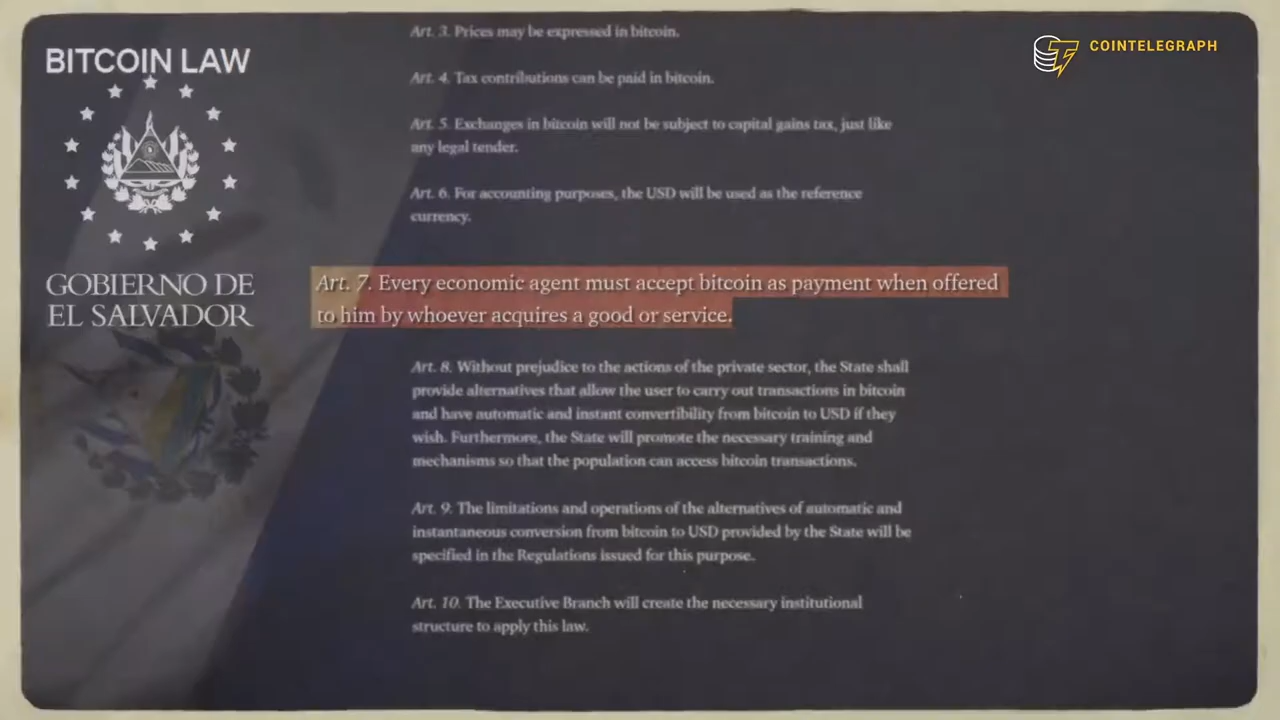 BITCOIN LAW
GOBIERNO DE
EL SALVADOR
COINTELEGRAPH
Art. 3. Prices may be expressed in bitcoin.
Art. 4. Tax contributions can be paid in bitcoin.
Art. 5. Exchanges in bitcoin will not be subject to capital gains tax, just like
any legal tender.
Art. 6. For accounting purposes, the USD will be used as the reference
currency.
Art. 7. Every economic agent must accept bitcoin as payment when offered
to him by whoever acquires a good or service.
Art. 8. Without prejudice to the actions of the private sector, the State shall
provide alternatives that allow the user to carry out transactions in bitcoin
and have automatic and instant convertibility from bitcoin to USD if they
wish. Furthermore, the State will promote the necessary training and
mechanisms so that the population can access bitcoin transactions.
Art. 9. The limitations and operations of the alternatives of automatic and
instantaneous conversion from bitcoin to USD provided by the State will be
specified in the Regulations issued for this purpose.
Art. 10. The Executive Branch will create the necessary institutional
structure to apply this law.